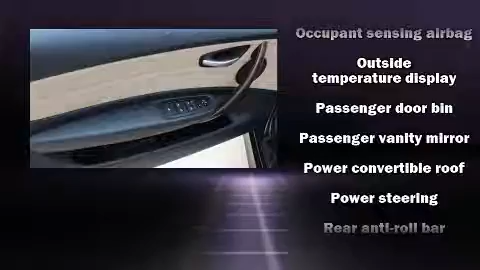 Occupant sensing airbag
Outside
temperature display
Passenger door bin
Passenger vanity mirror
Power convertible roof
Power steering
Rear anti-roll bar